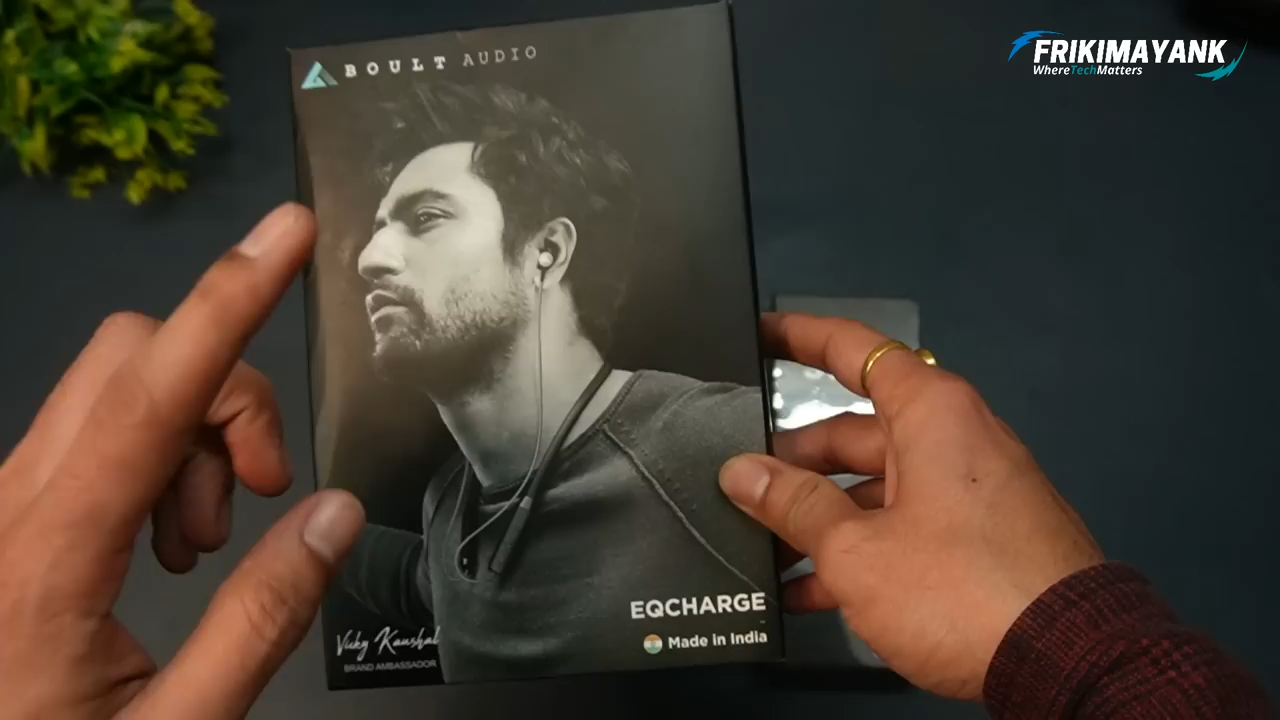 BOULT AUDIO
FRIKIMAYANK
WhereTechMatters
EQCHARGE
Made in India
Vicky Kaushal
BRAND AMBASSADOR